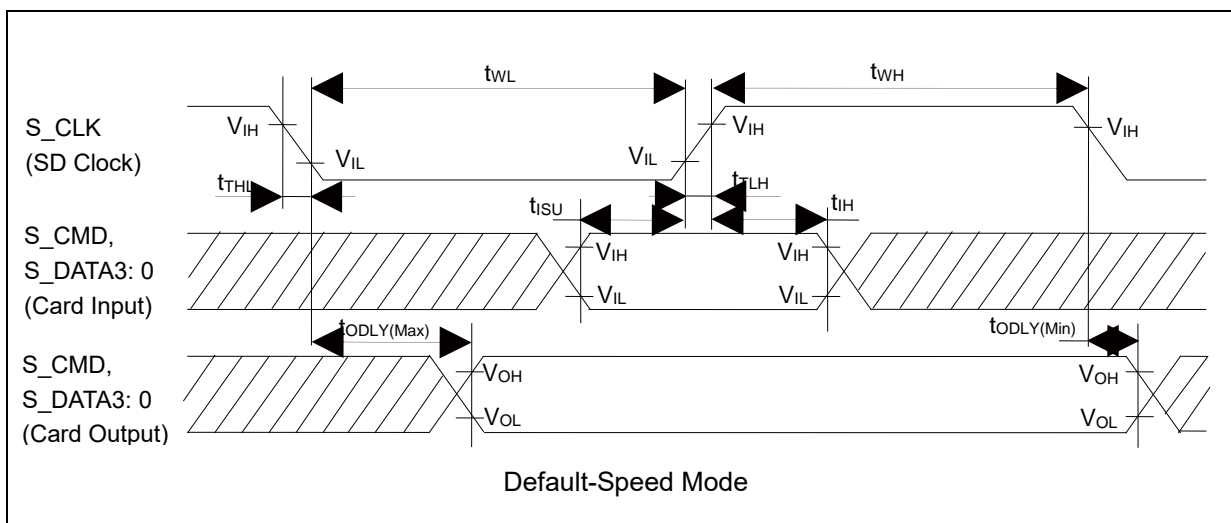 tWL
tWH
S_CLK
(SD Clock)
VIH
VIL
VIL
VIH
VIH
tTHL
tTLH
tISU
tIH
S_CMD,
S_DATA3: 0
(Card Input)
VIH
VIL
VIH
VIL
tODLY(Max)
tODLY(Min)
S_CMD,
S_DATA3: 0
(Card Output)
VOH
VOL
VOH
VOL
Default-Speed Mode